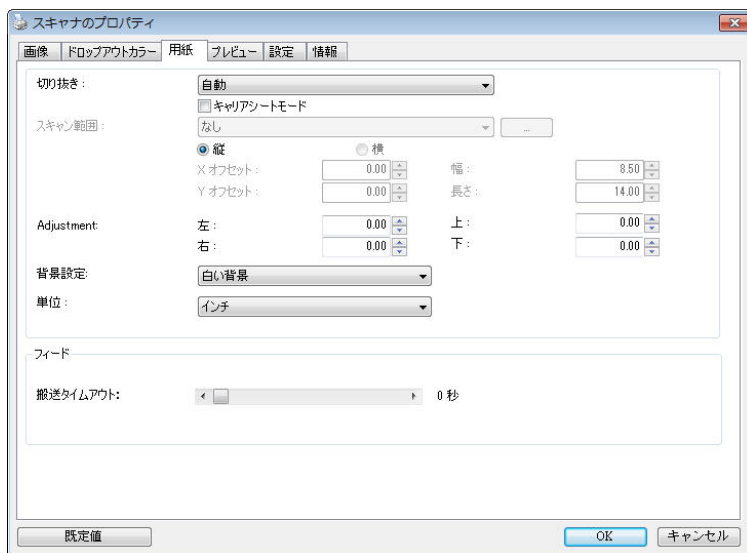 スキャナのプロパティ
画像 ドロップアウトカラー 用紙 プレビュー 設定 情報
切り抜き： 自動
キャリアシートモード
スキャン範囲： なし ...
縦 横
X オフセット： 0.00 幅： 8.50
Y オフセット： 0.00 長さ： 14.00
Adjustment: 左： 0.00 上： 0.00
右： 0.00 下： 0.00
背景設定: 白い背景
単位： インチ
フィード
搬送タイムアウト: 0 秒
既定値 OK キャンセル